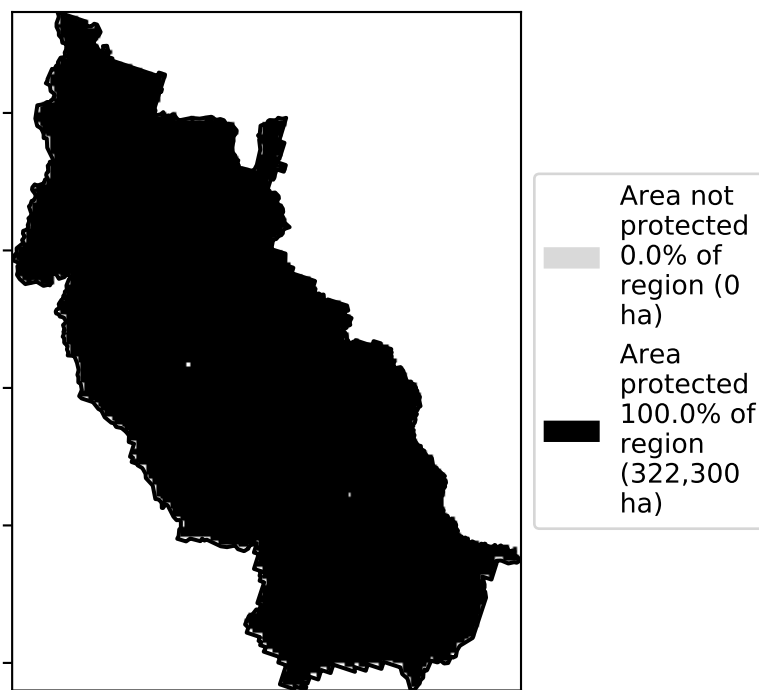 Area not
protected
0.0% of
region (0
ha)
Area
protected
100.0% of
region
(322,300
ha)